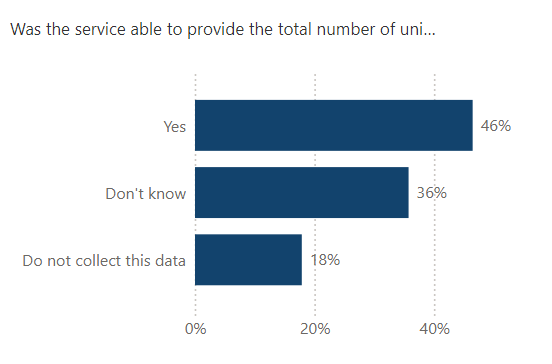 Was the service able to provide the total number of uni...
Yes
46%
Don't know
36%
Do not collect this data
18%
0%
20%
40%